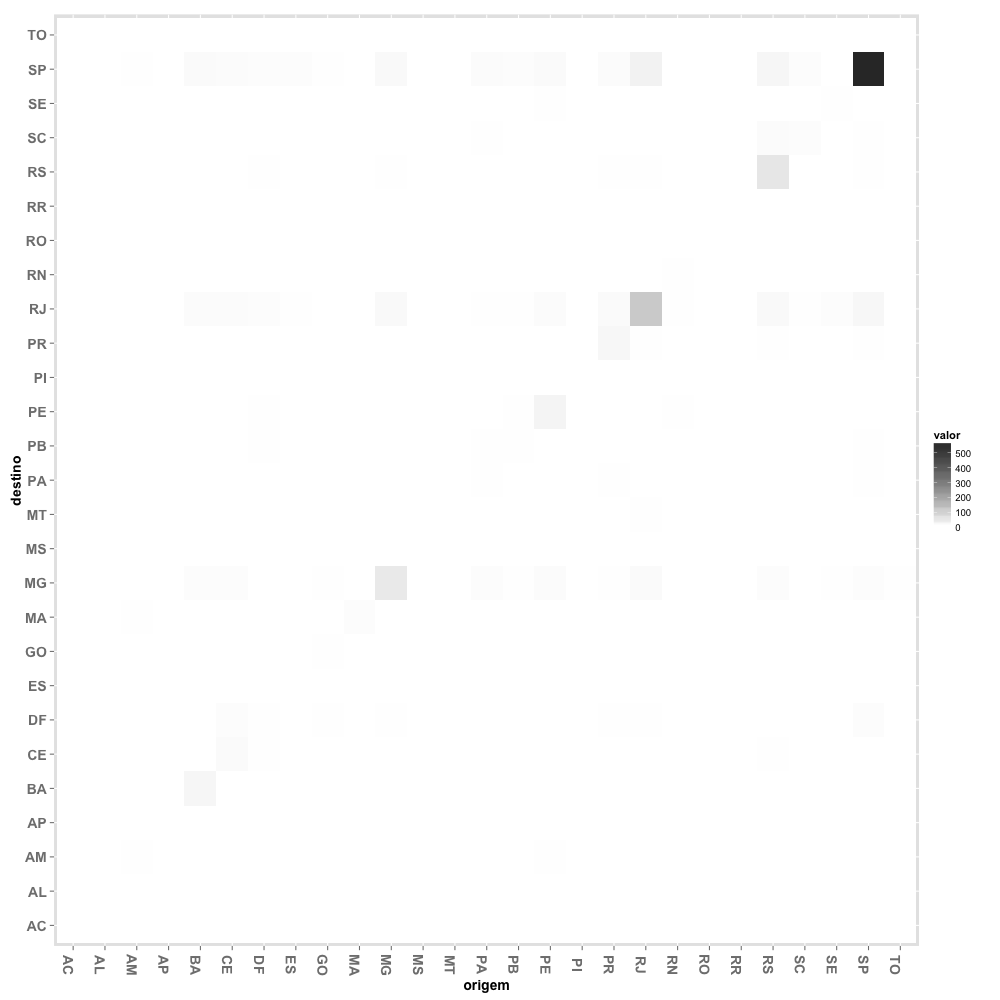 TO
SP
SE
SC
RS
RR
RO
RN
RJ
PR
PI
PE
PB
PA
MT
MS
MG
MA
GO
ES
DF
CE
BA
AP
AM
AL
AC
destino
AC AL AM AP BA CE DF ES GO MA MG MS MT PA PB PE PI PR RJ RN RO RR RS SC SE SP TO
origem
valor
500
400
300
200
100
0